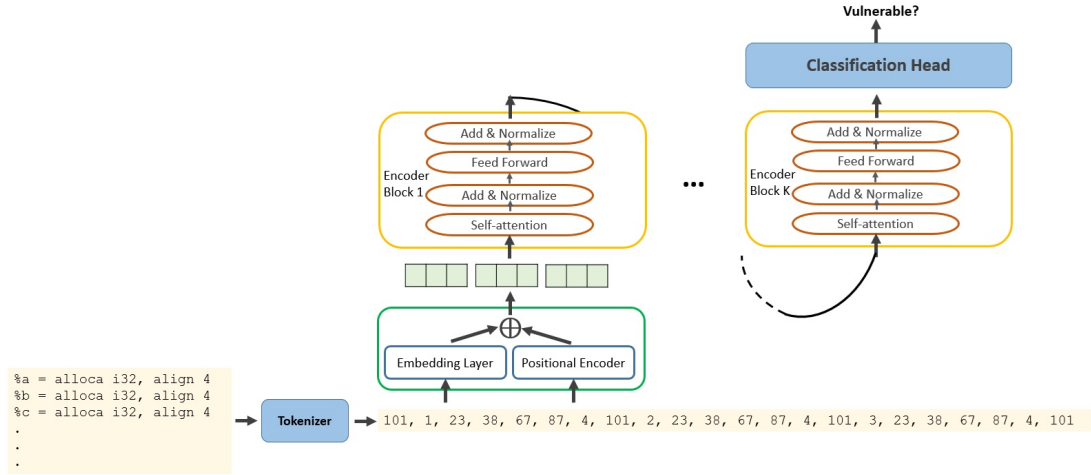 Vulnerable?
Classification Head
Add & Normalize
Feed Forward
Encoder
Block 1
Add & Normalize
Self-attention
...
Add & Normalize
Feed Forward
Encoder
Block K
Add & Normalize
Self-attention
Embedding Layer
Positional Encoder
%a = alloca i32, align 4
%b = alloca i32, align 4
%c = alloca i32, align 4
.
.
.
Tokenizer
101, 1, 23, 38, 67, 87, 4, 101, 2, 23, 38, 67, 87, 4, 101, 3, 23, 38, 67, 87, 4, 101